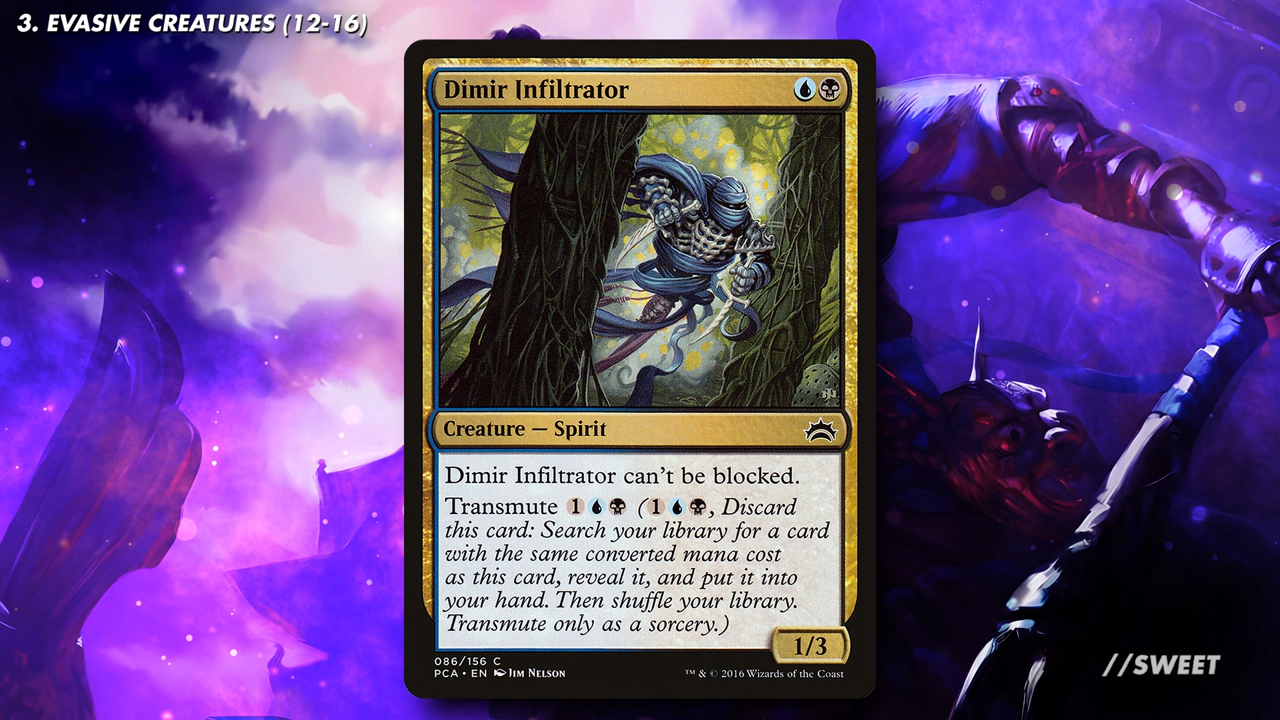 3. EVASIVE CREATURES (12-16)
Dimir Infiltrator
Creature — Spirit
Dimir Infiltrator can't be blocked.
Transmute 1 (1, Discard
this card: Search your library for a card
with the same converted mana cost
as this card, reveal it, and put it into
your hand. Then shuffle your library.
Transmute only as a sorcery.)
1/3
086/156 C
PCA • EN Jim Nelson
™ & © 2016 Wizards of the Coast
//SWEET